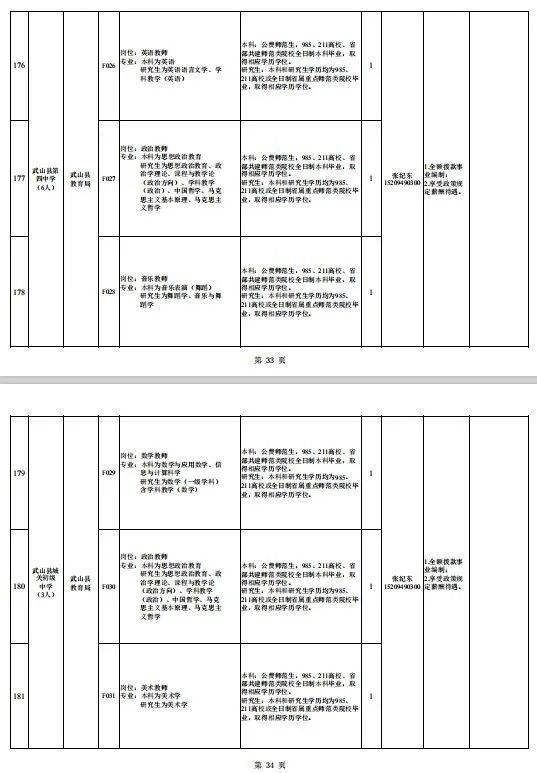 176
F026
岗位：英语教师
专业：本科为英语
研究生为英语语言文学、学
科教学（英语）
本科：公费师范生，985、211高校、省
部共建师范类院校全日制本科毕业，取
得相应学历学位。
研究生：本科和研究生学历均为985、
211高校或全日制省属重点师范类院校毕
业，取得相应学历学位。
1
177
武山县第
四中学
（6人）
武山县
教育局
F027
岗位：政治教师
专业：本科为思想政治教育
研究生为思想政治教育、政
治学理论、课程与教学论
（政治方向）、学科教学
（政治）、中国哲学、马克
思主义基本原理、马克思主
义哲学
本科：公费师范生，985、211高校、省
部共建师范类院校全日制本科毕业，取
得相应学历学位。
研究生：本科和研究生学历均为985、
211高校或全日制省属重点师范类院校毕
业，取得相应学历学位。
1
张纪东
15209490300
1.全额拨款事
业编制；
2.享受政策规
定薪酬待遇。
178
F028
岗位：音乐教师
专业：本科为音乐表演（舞蹈）
研究生为舞蹈学、音乐与舞
蹈学
本科：公费师范生，985、211高校、省
部共建师范类院校全日制本科毕业，取
得相应学历学位。
研究生：本科和研究生学历均为985、
211高校或全日制省属重点师范类院校毕
业，取得相应学历学位。
1
第 33 页
179
F029
岗位：数学教师
专业：本科为数学与应用数学、信
息与计算科学
研究生为数学（一级学科）
含学科教学（数学）
本科：公费师范生，985、211高校、省
部共建师范类院校全日制本科毕业，取
得相应学历学位。
研究生：本科和研究生学历均为985、
211高校或全日制省属重点师范类院校毕
业，取得相应学历学位。
1
180
武山县城
关初级
中学
（3人）
武山县
教育局
F030
岗位：政治教师
专业：本科为思想政治教育
研究生为思想政治教育、政
治学理论、课程与教学论
（政治方向）、学科教学
（政治）、中国哲学、马克
思主义基本原理、马克思主
义哲学
本科：公费师范生，985、211高校、省
部共建师范类院校全日制本科毕业，取
得相应学历学位。
研究生：本科和研究生学历均为985、
211高校或全日制省属重点师范类院校毕
业，取得相应学历学位。
1
张纪东
15209490300
1.全额拨款事
业编制；
2.享受政策规
定薪酬待遇。
181
F031
岗位：美术教师
专业：本科为美术学
研究生为美术学
本科：公费师范生，985、211高校、省
部共建师范类院校全日制本科毕业，取
得相应学历学位。
研究生：本科和研究生学历均为985、
211高校或全日制省属重点师范类院校毕
业，取得相应学历学位。
1
第 34 页